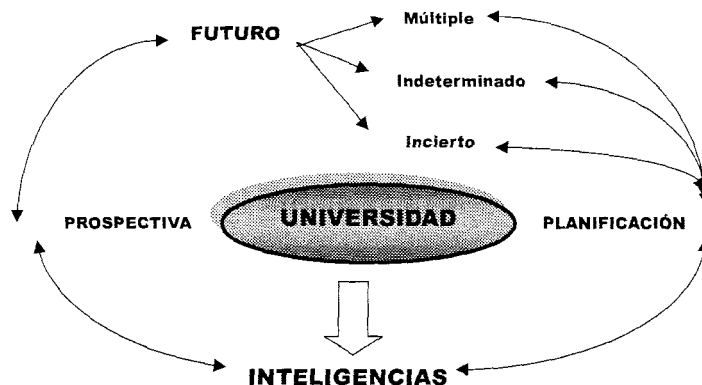 Múltiple
FUTURO
Indeterminado
Incierto
PROSPECTIVA
UNIVERSIDAD
PLANIFICACIÓN
INTELIGENCIAS